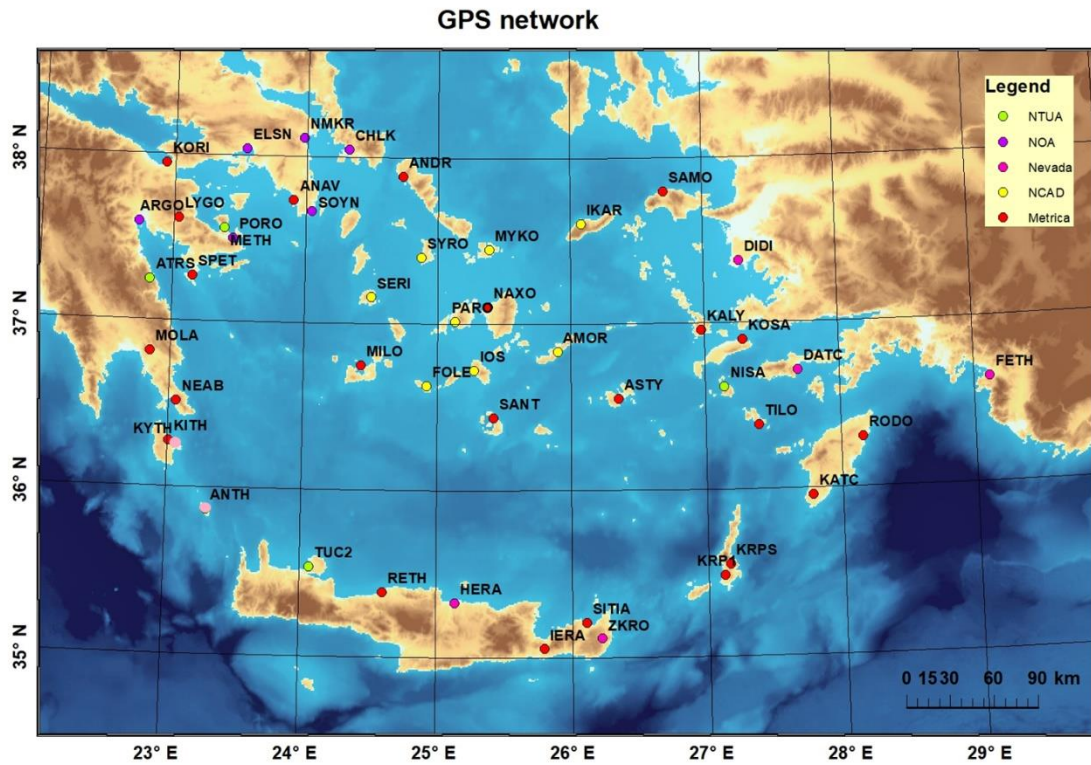 GPS network
Legend
NTUA
NOA
Nevada
NCAD
Metrica
38° N
37° N
36° N
35° N
NMKR
ELSN
CHLK
KORI
ANDR
SAMO
ANAV
ARGO
LYGO
SOYN
PORO
IKAR
METH
MYKO
SYRO
DIDI
ATRS
SPET
SERI
NAXO
PARO
KALY
KOSA
MOLA
AMOR
MILO
IOS
DATC
FETH
FOLE
NISA
NEAB
ASTY
SANT
TILO
RODO
KYTH
KITH
KATC
ANTH
TUC2
KRPS
KRP1
RETH
HERA
SITIA
ZKRO
IERA
0 15 30 60 90 km
23° E 24° E 25° E 26° E 27° E 28° E 29° E